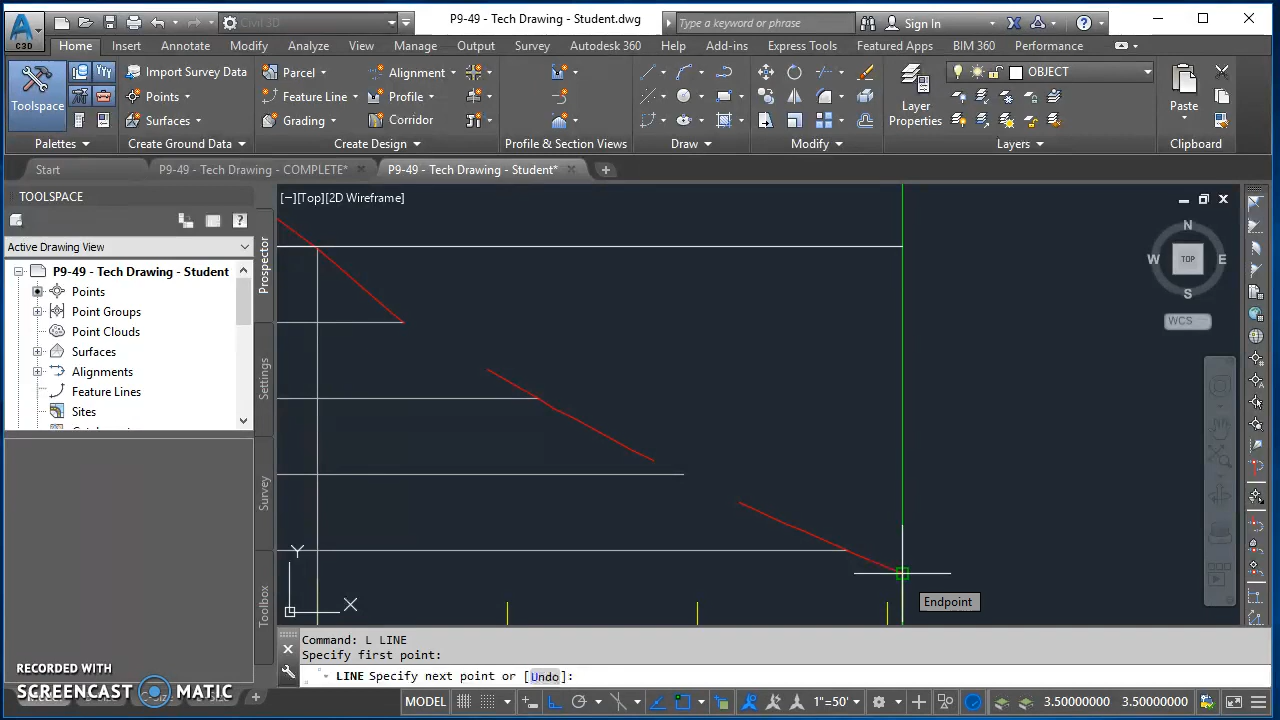 Civil 3D
P9-49 - Tech Drawing - Student.dwg
Type a keyword or phrase
Sign In
C3D
Home Insert Annotate Modify Analyze View Manage Output Survey Autodesk 360 Help Add-ins Express Tools Featured Apps BIM 360 Performance
Toolspace
Import Survey Data
Points
Surfaces
Parcel
Feature Line
Grading
Alignment
Profile
Corridor
Layer
Properties
OBJECT
Paste
Palettes Create Ground Data Create Design Profile & Section Views Draw Modify Layers Clipboard
Start P9-49 - Tech Drawing - COMPLETE* P9-49 - Tech Drawing - Student*
TOOLSPACE
Active Drawing View
P9-49 - Tech Drawing - Student
Points
Point Groups
Point Clouds
Surfaces
Alignments
Feature Lines
Sites
Prospector
Settings
Survey
Toolbox
[−][Top][2D Wireframe]
N
W TOP E
S
WCS
Y
X
Endpoint
Command: L LINE
Specify first point:
LINE Specify next point or [Undo]:
RECORDED WITH
SCREENCAST MATIC
MODEL 1"=50' 3.50000000 3.50000000